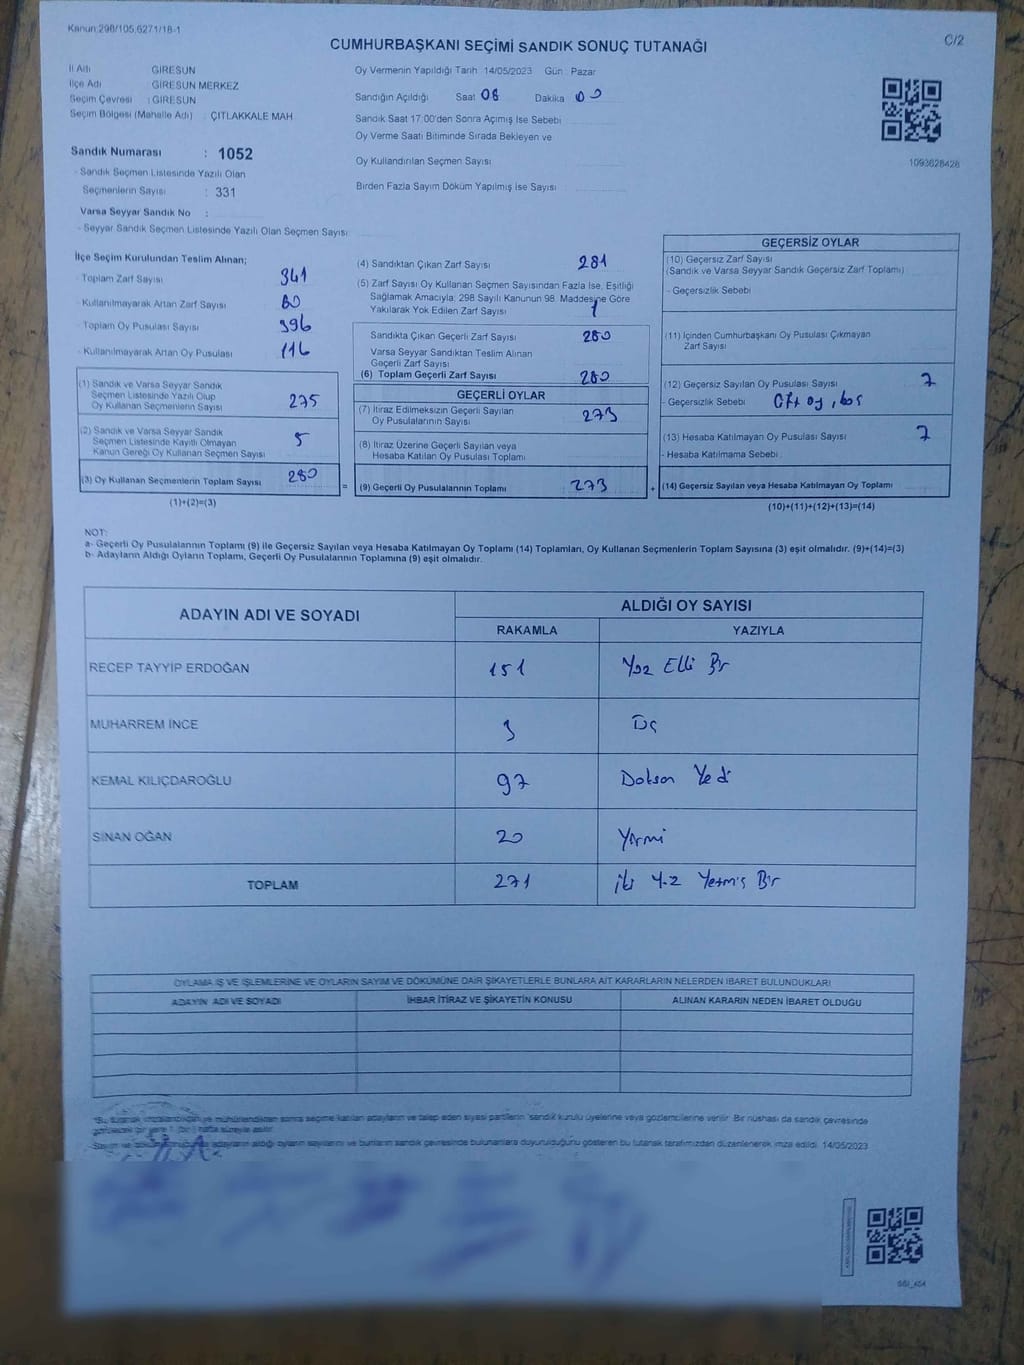 Kanun:298/105,6271/18-1
C/2
CUMHURBAŞKANI SEÇİMİ SANDIK SONUÇ TUTANAĞI
İl Adı GİRESUN
İlçe Adı GİRESUN MERKEZ
Seçim Çevresi : GİRESUN
Seçim Bölgesi (Mahalle Adı) : ÇITLAKKALE MAH
Sandık Numarası : 1052
- Sandık Seçmen Listesinde Yazılı Olan
Seçmenlerin Sayısı : 331
Varsa Seyyar Sandık No :
- Seyyar Sandık Seçmen Listesinde Yazılı Olan Seçmen Sayısı:
Oy Vermenin Yapıldığı Tarih 14/05/2023 Gün: Pazar
Sandığın Açıldığı Saat 08 Dakika 00
Sandık Saat 17:00'den Sonra Açımış İse Sebebi
Oy Verme Saati Bitiminde Sırada Bekleyen ve
Oy Kullandırılan Seçmen Sayısı
Birden Fazla Sayım Döküm Yapılmış ise Sayısı :
1093628428
İlçe Seçim Kurulundan Teslim Alınan;
- Toplam Zarf Sayısı 341
- Kullanılmayarak Artan Zarf Sayısı 60
- Toplam Oy Pusulası Sayısı 396
- Kullanılmayarak Artan Oy Pusulası 116
(1) Sandık ve Varsa Seyyar Sandık
Seçmen Listesinde Yazılı Olup
Oy Kullanan Seçmenlerin Sayısı 275
(2) Sandık ve Varsa Seyyar Sandık
Seçmen Listesinde Kayıtlı Olmayan
Kanun Gereği Oy Kullanan Seçmen Sayısı 5
(3) Oy Kullanan Seçmenlerin Toplam Sayısı 280
(1)+(2)=(3)
(4) Sandıktan Çıkan Zarf Sayısı 281
(5) Zarf Sayısı Oy Kullanan Seçmen Sayısından Fazla İse, Eşitliği
Sağlamak Amacıyla, 298 Sayılı Kanunun 98. Maddesine Göre
Yakılarak Yok Edilen Zarf Sayısı 1
Sandıkta Çıkan Geçerli Zarf Sayısı 280
Varsa Seyyar Sandıktan Teslim Alınan
Geçerli Zarf Sayısı
(6) Toplam Geçerli Zarf Sayısı 280
GEÇERLİ OYLAR
(7) İtiraz Edilmeksizin Geçerli Sayılan
Oy Pusulalarının Sayısı 273
(8) İtiraz Üzerine Geçerli Sayılan veya
Hesaba Katılan Oy Pusulası Toplamı
= (9) Geçerli Oy Pusulalarının Toplamı 273
GEÇERSİZ OYLAR
(10) Geçersiz Zarf Sayısı
(Sandık ve Varsa Seyyar Sandık Geçersiz Zarf Toplamı)
- Geçersizlik Sebebi
(11) İçinden Cumhurbaşkanı Oy Pusulası Çıkmayan
Zarf Sayısı
(12) Geçersiz Sayılan Oy Pusulası Sayısı 7
- Geçersizlik Sebebi Çift oy, boş
(13) Hesaba Katılmayan Oy Pusulası Sayısı 7
- Hesaba Katılmama Sebebi
+ (14) Geçersiz Sayılan veya Hesaba Katılmayan Oy Toplamı
(10)+(11)+(12)+(13)=(14)
NOT:
a- Geçerli Oy Pusulalarının Toplamı (9) ile Geçersiz Sayılan veya Hesaba Katılmayan Oy Toplamı (14) Toplamları, Oy Kullanan Seçmenlerin Toplam Sayısına (3) eşit olmalıdır. (9)+(14)=(3)
b- Adayların Aldığı Oyların Toplamı, Geçerli Oy Pusulalarının Toplamına (9) eşit olmalıdır.
ADAYIN ADI VE SOYADI
ALDIĞI OY SAYISI
RAKAMLA YAZIYLA
RECEP TAYYİP ERDOĞAN 151 Yüz Elli Bir
MUHARREM İNCE 3 Üç
KEMAL KILIÇDAROĞLU 97 Doksan Yedi
SİNAN OĞAN 20 Yirmi
TOPLAM 271 iki Yüz Yetmiş Bir
OYLAMA İŞ VE İŞLEMLERİNE VE OYLARIN SAYIM VE DÖKÜMÜNE DAİR ŞİKAYETLERLE BUNLARA AİT KARARLARIN NELERDEN İBARET BULUNDUKLARI
ADAYIN ADI VE SOYADI İHBAR İTİRAZ VE ŞİKAYETİN KONUSU ALINAN KARARIN NEDEN İBARET OLDUĞU
mühürlendikten sonra seçime katılan adayların ve talep eden siyasi partilerin sandık kurulu üyelerine veya gözlemcilerine verilir. Bir nüshası da sandık çevresinde
adayların aldığı oyların sayılarını ve bunların sandık çevresinde bulunanlara duyurulduğunu gösteren bu tutanak tarafımızdan düzenlenerek imza edildi. 14/05/2023